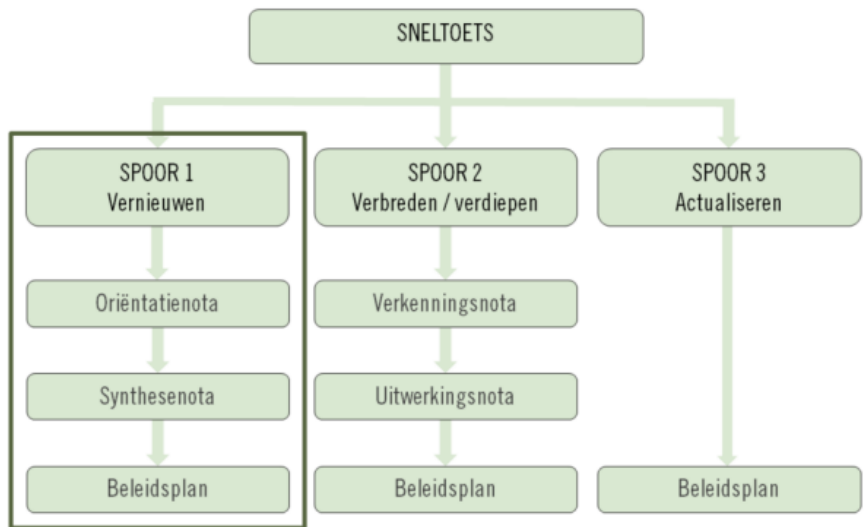 SNELTOETS
SPOOR 1
Vernieuwen
SPOOR 2
Verbreden / verdiepen
SPOOR 3
Actualiseren
Oriëntatienota
Verkenningsnota
Synthesenota
Uitwerkingsnota
Beleidsplan
Beleidsplan
Beleidsplan